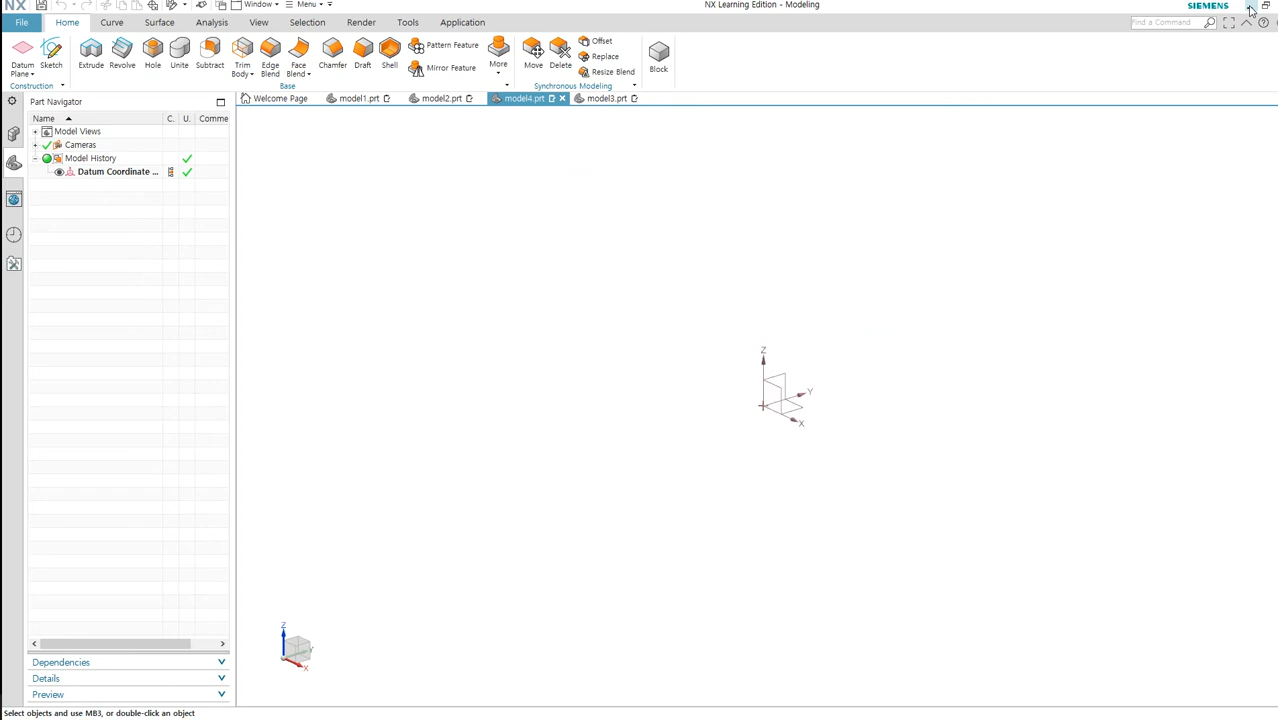 NX Window Menu NX Learning Edition - Modeling SIEMENS
File Home Curve Surface Analysis View Selection Render Tools Application Find a Command
Datum Plane Sketch Extrude Revolve Hole Unite Subtract Trim Body Edge Blend Face Blend Chamfer Draft Shell Pattern Feature Mirror Feature More Move Delete Offset Replace Resize Blend Block
Construction Base Synchronous Modeling
Part Navigator Welcome Page model1.prt model2.prt model4.prt model3.prt
Name C. U. Comme
Model Views
Cameras
Model History
Datum Coordinate ...
Z
Y
X
Z
Y
X
Dependencies
Details
Preview
Select objects and use MB3, or double-click an object